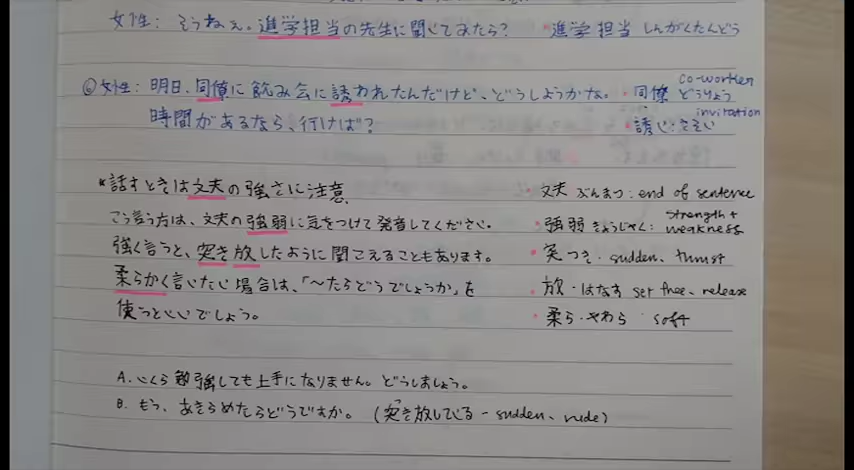 女性： そうねぇ。進学担当の先生に聞いてみたら？ ・進学担当 しんがくたんとう
⑥女性： 明日、同僚に飲み会に誘われたんだけど、どうしようかな。 ・同僚 どうりょう co-worker
時間があるなら、行けば？ ・誘い：さそい invitation
*話すときは文末の強さに注意。 ・文末 ぶんまつ：end of sentence
こう言う方は、文末の強弱に気をつけて発音してください。 ・強弱 きょうじゃく：strength + weakness
強く言うと、突き放したように聞こえることもあります。 ・突 つき・sudden、thrust
柔らかく言いたい場合は、「〜たらどうでしょうか」を ・放・はなす set free、release
使うといいでしょう。 ・柔ら・やわら soft
A. いくら勉強しても上手になりません。どうしましょう。
B. もう、あきらめたらどうですか。（突き放している - sudden、rude）